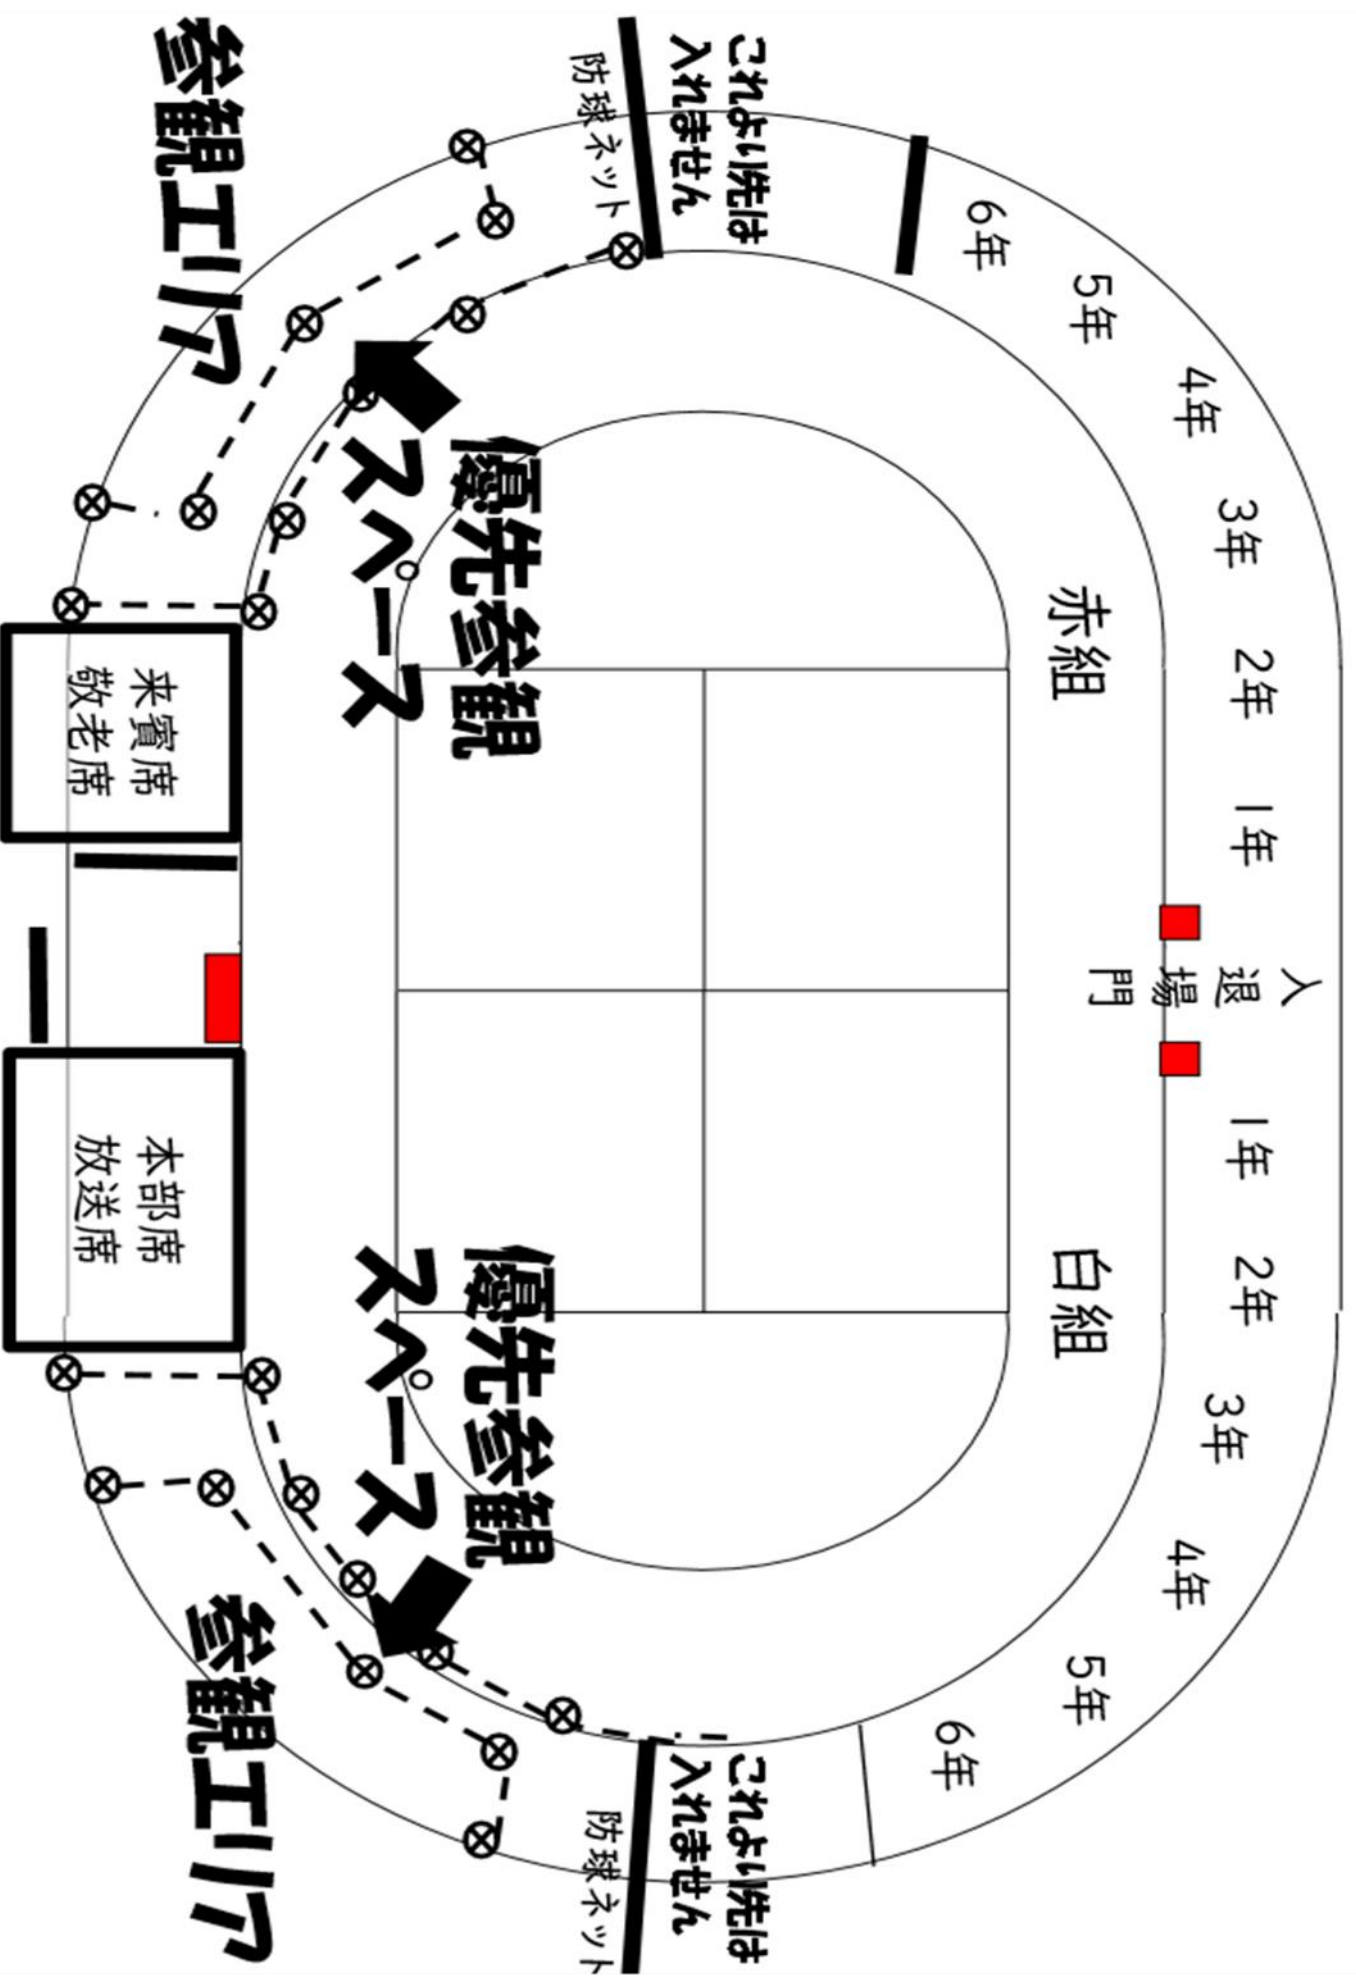 6年
5年
4年
3年
2年
1年
入退場門
1年
2年
3年
4年
5年
6年
赤組
白組
これより先は
入れません
防球ネット
これより先は
入れません
防球ネット
優先参観
スペース
優先参観
スペース
参観エリア
来賓席
敬老席
本部席
放送席
参観エリア